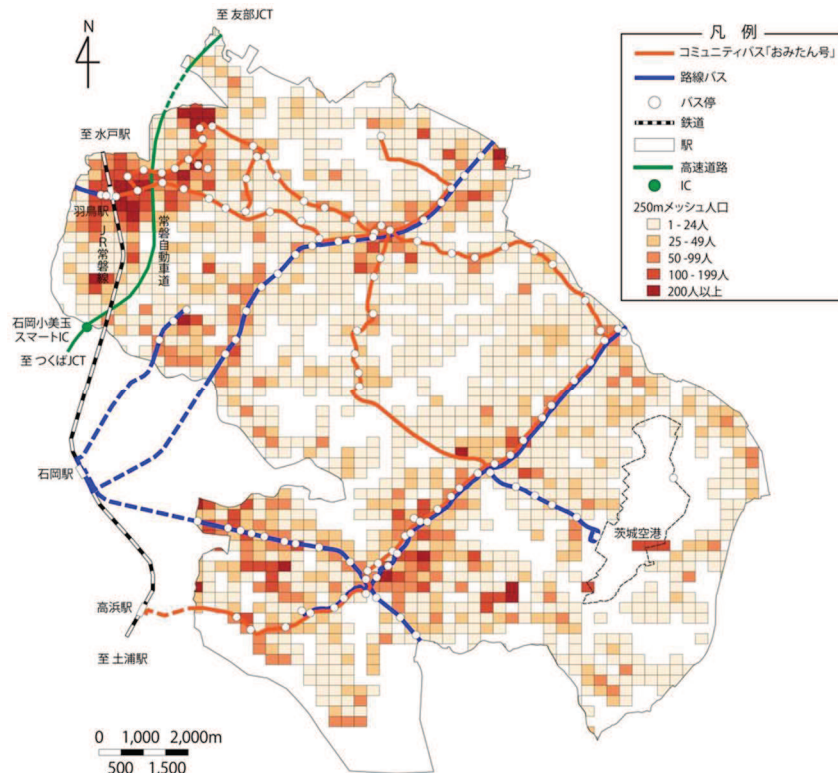 至 友部JCT
N
至 水戸駅
羽鳥駅
JR常磐線
常磐自動車道
石岡小美玉
スマートIC
至 つくばJCT
石岡駅
高浜駅
至 土浦駅
茨城空港
0 1,000 2,000m
500 1,500
凡 例
コミュニティバス「おみたん号」
路線バス
バス停
鉄道
駅
高速道路
IC
250mメッシュ人口
1 - 24人
25 - 49人
50 -99人
100 - 199人
200人以上